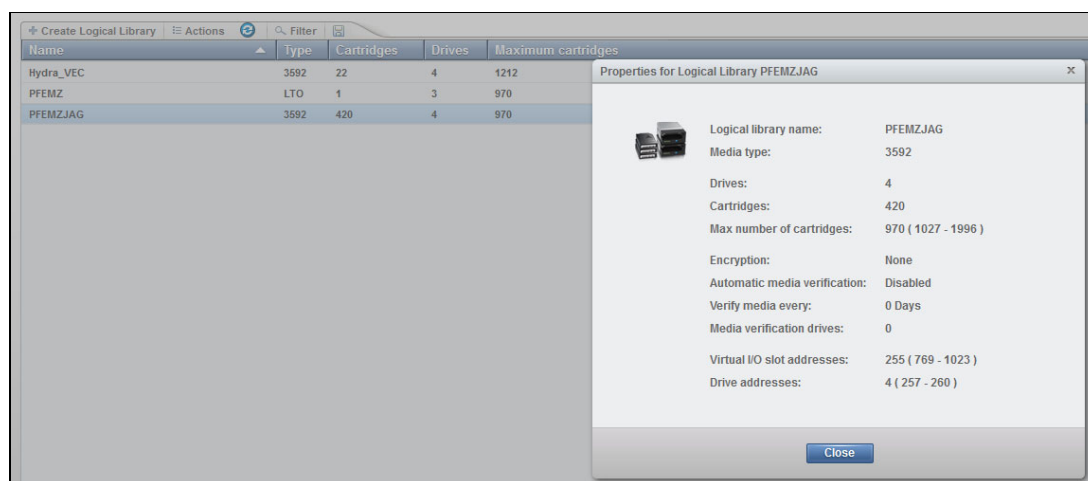 Create Logical Library Actions Filter
Name Type Cartridges Drives Maximum cartridges
Hydra_VEC 3592 22 4 1212
PFEMZ LTO 1 3 970
PFEMZJAG 3592 420 4 970
Properties for Logical Library PFEMZJAG x
Logical library name: PFEMZJAG
Media type: 3592
Drives: 4
Cartridges: 420
Max number of cartridges: 970 ( 1027 - 1996 )
Encryption: None
Automatic media verification: Disabled
Verify media every: 0 Days
Media verification drives: 0
Virtual I/O slot addresses: 255 ( 769 - 1023 )
Drive addresses: 4 ( 257 - 260 )
Close